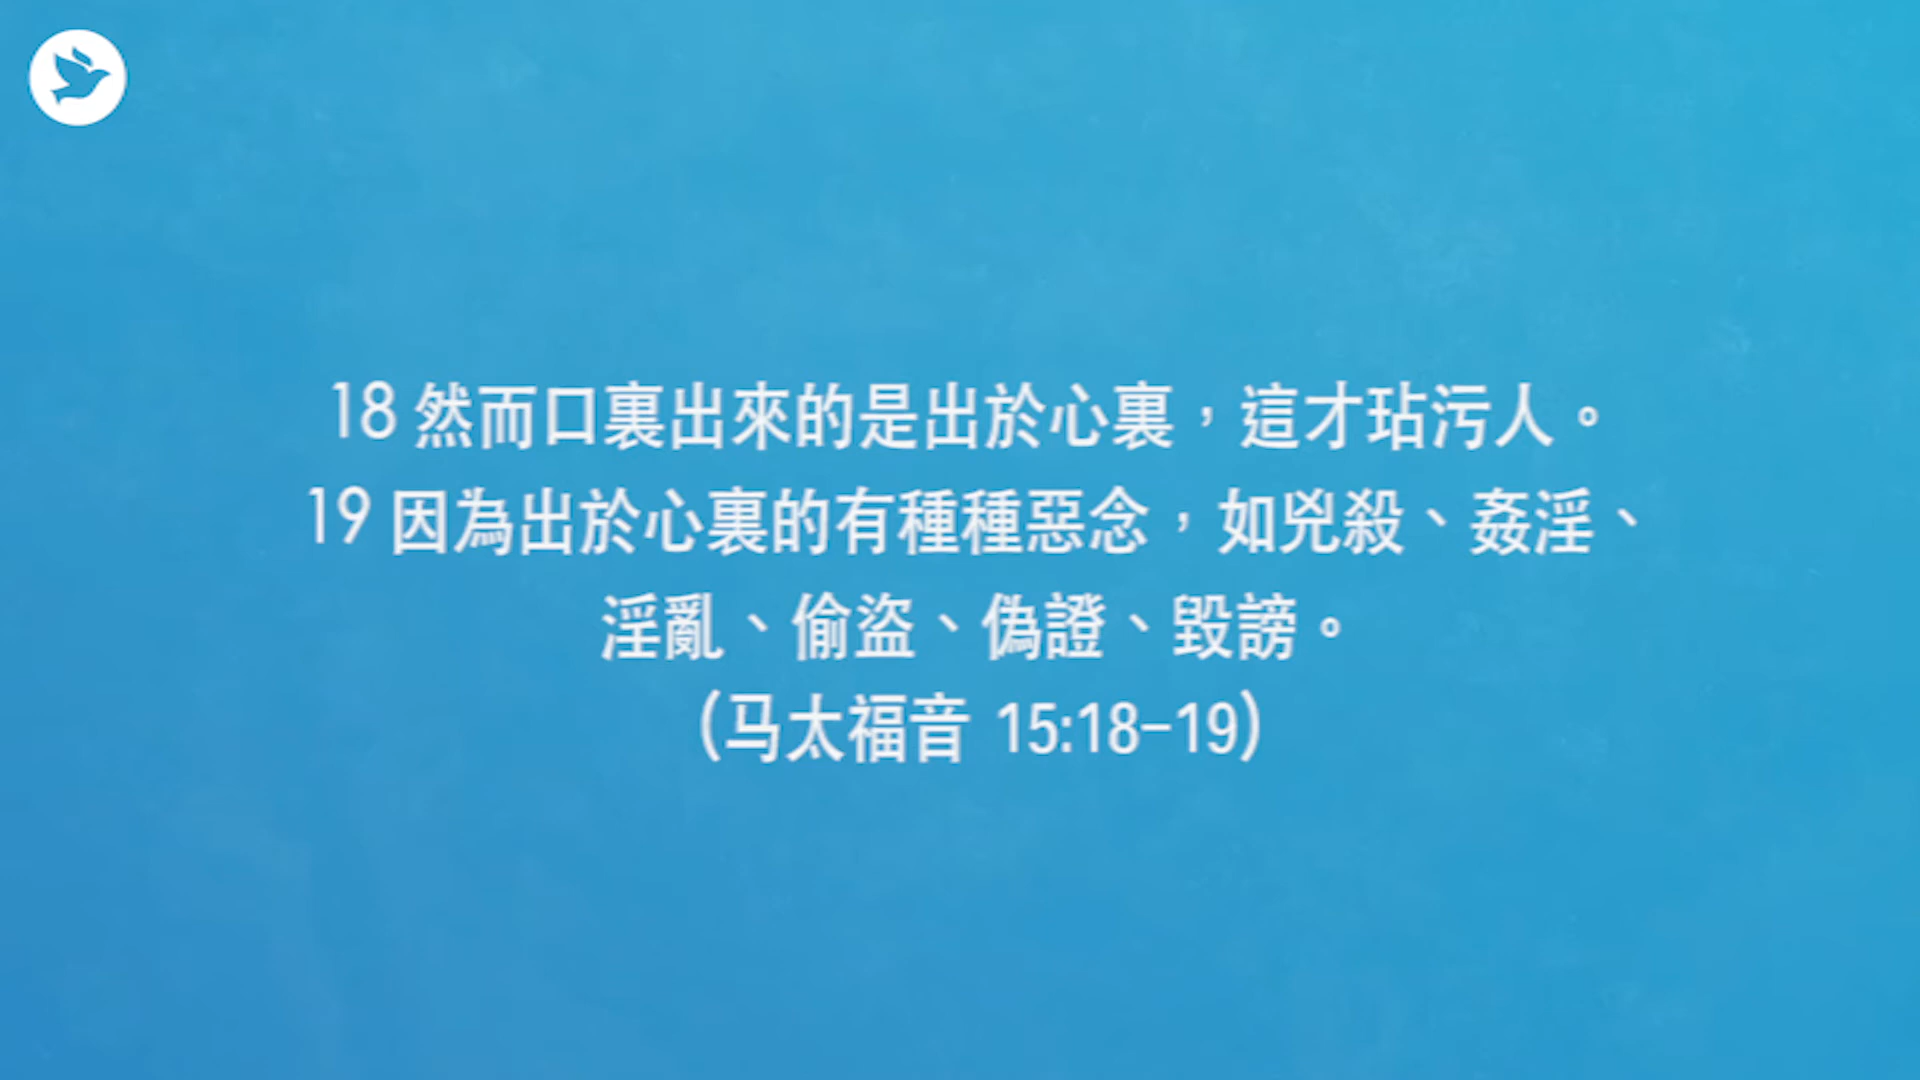 18 然而口裏出來的是出於心裏，這才玷污人。
19 因為出於心裏的有種種惡念，如兇殺、姦淫、
淫亂、偷盜、偽證、毀謗。
(马太福音 15:18-19)